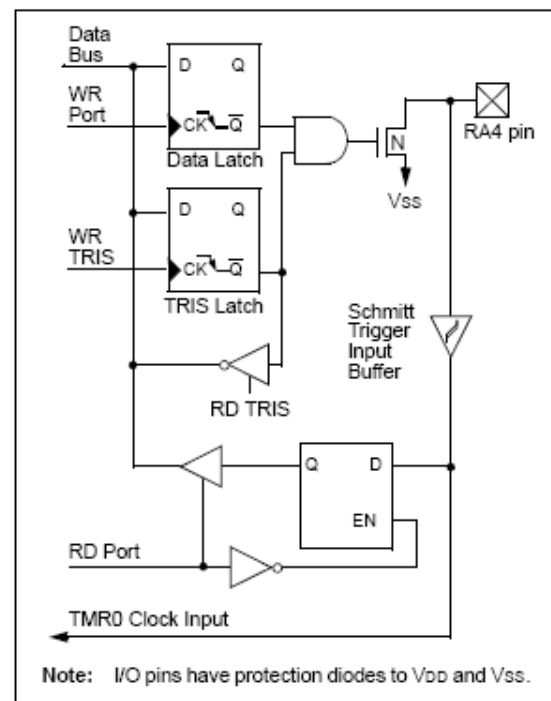 Data
Bus
D Q
WR
Port
CK Q̅
Data Latch
N
RA4 pin
VSS
D Q
WR
TRIS
CK Q̅
TRIS Latch
Schmitt
Trigger
Input
Buffer
RD TRIS
Q D
EN
RD Port
TMR0 Clock Input
Note: I/O pins have protection diodes to VDD and VSS.